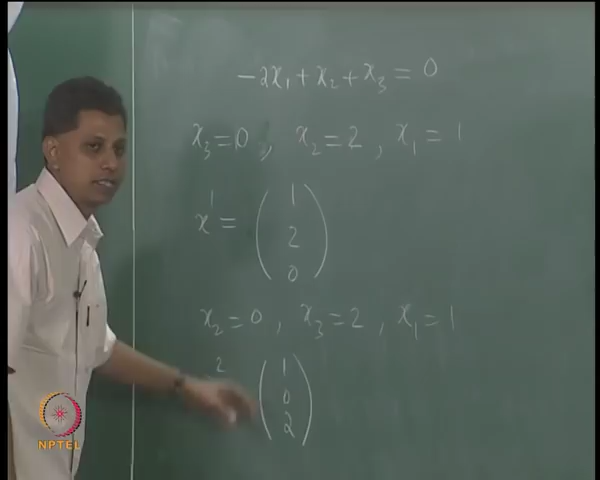 -2x₁ + x₂ + x₃ = 0
x₃ = 0, x₂ = 2, x₁ = 1
x¹ = (1
2
0)
x₂ = 0, x₃ = 2, x₁ = 1
2 (1
0
2)
NPTEL